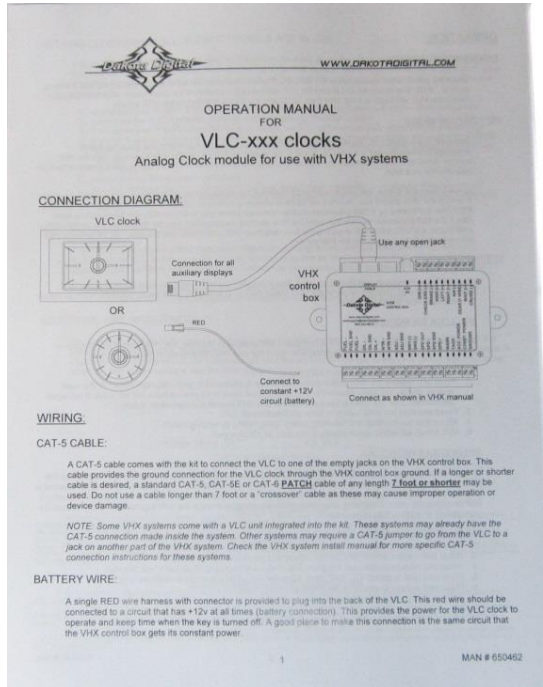 Dakota Digital
WWW.DAKOTADIGITAL.COM
OPERATION MANUAL
FOR
VLC-xxx clocks
Analog Clock module for use with VHX systems
CONNECTION DIAGRAM:
VLC clock
Use any open jack
Connection for all
auxiliary displays
VHX
control
box
OR
Dakota Digital
RED
Connect to
constant +12V
circuit (battery)
Connect as shown in VHX manual
WIRING:
CAT-5 CABLE:
A CAT-5 cable comes with the kit to connect the VLC to one of the empty jacks on the VHX control box. This
cable provides the ground connection for the VLC clock through the VHX control box ground. If a longer or shorter
cable is desired, a standard CAT-5, CAT-5E or CAT-6 PATCH cable of any length 7 foot or shorter may be
used. Do not use a cable longer than 7 foot or a "crossover" cable as these may cause improper operation or
device damage.
NOTE: Some VHX systems come with a VLC unit integrated into the kit. These systems may already have the
CAT-5 connection made inside the system. Other systems may require a CAT-5 jumper to go from the VLC to a
jack on another part of the VHX system. Check the VHX system install manual for more specific CAT-5
connection instructions for these systems.
BATTERY WIRE:
A single RED wire harness with connector is provided to plug into the back of the VLC. This red wire should be
connected to a circuit that has +12v at all times (battery connection). This provides the power for the VLC clock to
operate and keep time when the key is turned off. A good place to make this connection is the same circuit that
the VHX control box gets its constant power.
1
MAN # 650462